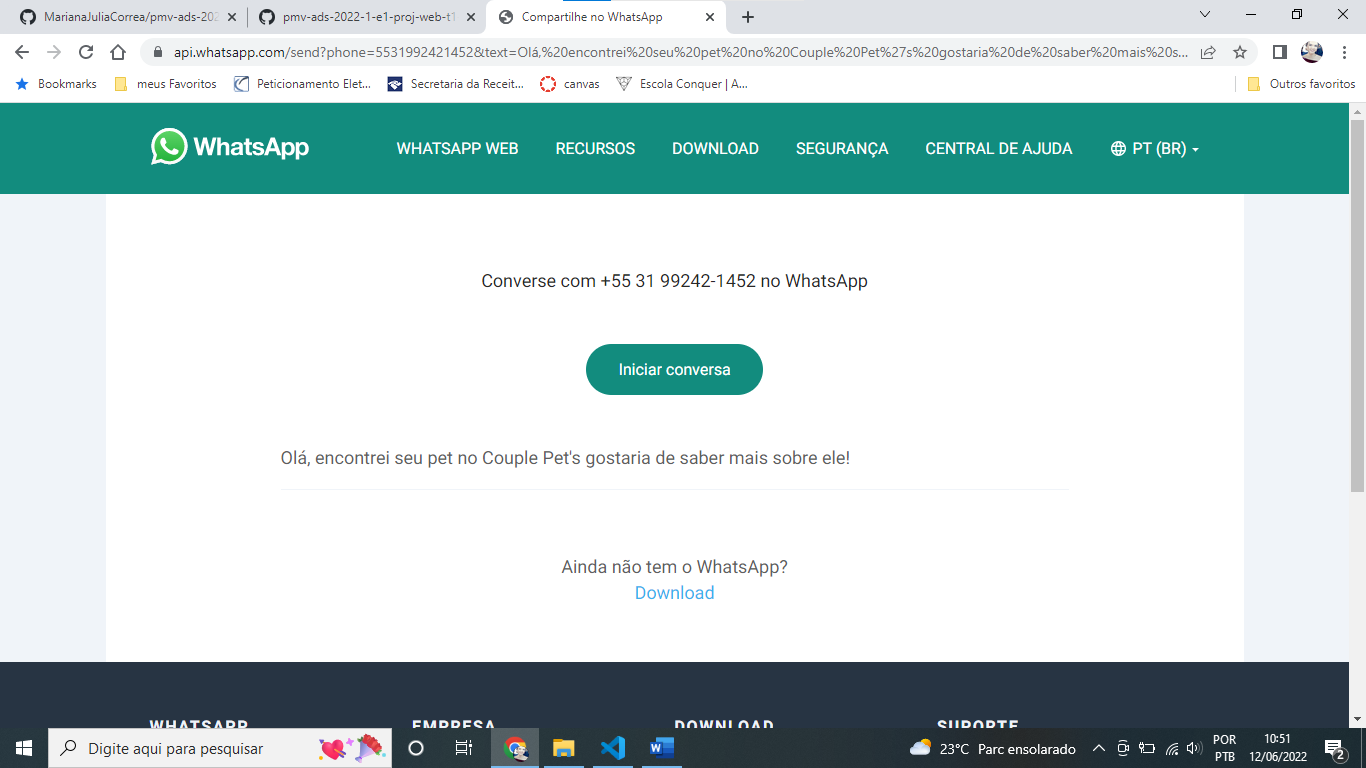 MarianaJuliaCorrea/pmv-ads-202
pmv-ads-2022-1-e1-proj-web-t1
Compartilhe no WhatsApp
api.whatsapp.com/send?phone=5531992421452&text=Olá,%20encontrei%20seu%20pet%20no%20Couple%20Pet%27s%20gostaria%20de%20saber%20mais%20s...
Bookmarks
meus Favoritos
Peticionamento Elet...
Secretaria da Receit...
canvas
Escola Conquer | A...
Outros favoritos
WhatsApp
WHATSAPP WEB
RECURSOS
DOWNLOAD
SEGURANÇA
CENTRAL DE AJUDA
PT (BR)
Converse com +55 31 99242-1452 no WhatsApp
Iniciar conversa
Olá, encontrei seu pet no Couple Pet's gostaria de saber mais sobre ele!
Ainda não tem o WhatsApp?
Download
WHATSAPP
EMPRESA
DOWNLOAD
SUPORTE
Digite aqui para pesquisar
23°C Parc ensolarado
POR
PTB
10:51
12/06/2022
2